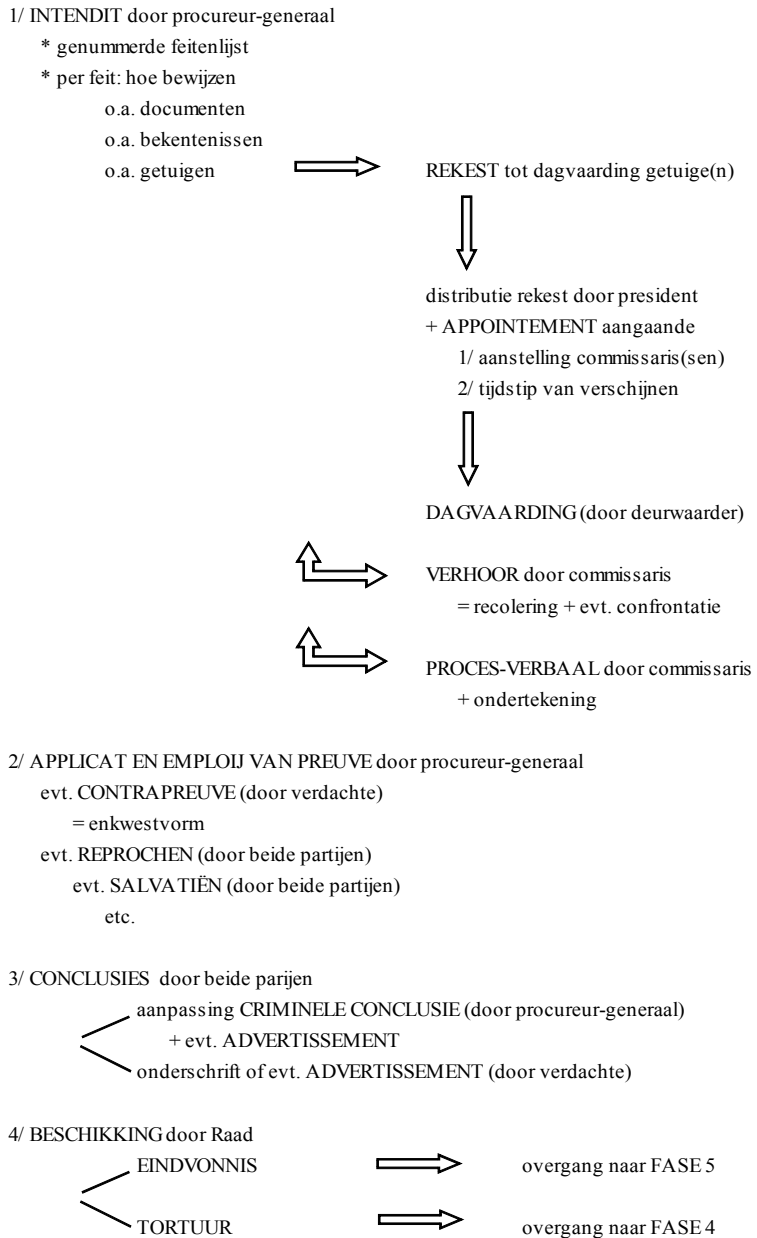 1/ INTENDIT door procureur-generaal
* genummerde feitenlijst
* per feit: hoe bewijzen
o.a. documenten
o.a. bekentenissen
o.a. getuigen
REKEST tot dagvaarding getuige(n)
distributie rekest door president
+ APPOINTEMENT aangaande
1/ aanstelling commissaris(sen)
2/ tijdstip van verschijnen
DAGVAARDING (door deurwaarder)
VERHOOR door commissaris
= recolering + evt. confrontatie
PROCES-VERBAAL door commissaris
+ ondertekening
2/ APPLICAT EN EMPLOIJ VAN PREUVE door procureur-generaal
evt. CONTRAPREUVE (door verdachte)
= enkwestvorm
evt. REPROCHEN (door beide partijen)
evt. SALVATIËN (door beide partijen)
etc.
3/ CONCLUSIES door beide parijen
aanpassing CRIMINELE CONCLUSIE (door procureur-generaal)
+ evt. ADVERTISSEMENT
onderschrift of evt. ADVERTISSEMENT (door verdachte)
4/ BESCHIKKING door Raad
EINDVONNIS overgang naar FASE 5
TORTUUR overgang naar FASE 4